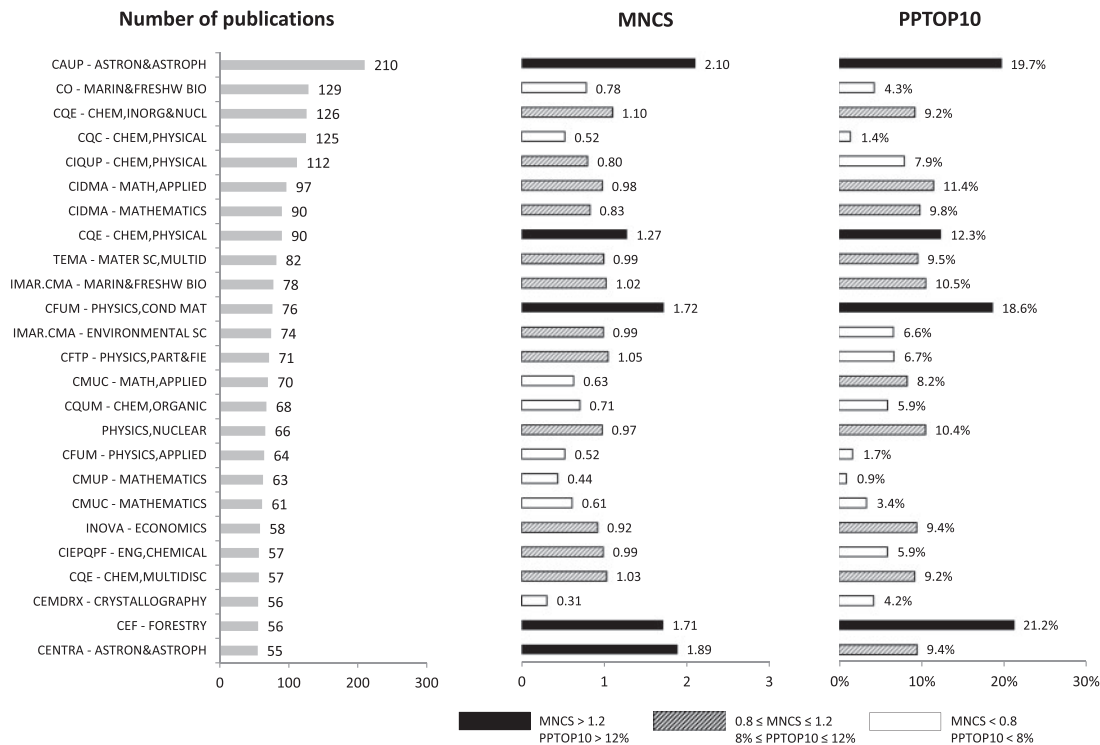 Number of publications MNCS PPTOP10
CAUP - ASTRON&ASTROPH 210 2.10 19.7%
CO - MARIN&FRESHW BIO 129 0.78 4.3%
CQE - CHEM,INORG&NUCL 126 1.10 9.2%
CQC - CHEM,PHYSICAL 125 0.52 1.4%
CIQUP - CHEM,PHYSICAL 112 0.80 7.9%
CIDMA - MATH,APPLIED 97 0.98 11.4%
CIDMA - MATHEMATICS 90 0.83 9.8%
CQE - CHEM,PHYSICAL 90 1.27 12.3%
TEMA - MATER SC,MULTID 82 0.99 9.5%
IMAR.CMA - MARIN&FRESHW BIO 78 1.02 10.5%
CFUM - PHYSICS,COND MAT 76 1.72 18.6%
IMAR.CMA - ENVIRONMENTAL SC 74 0.99 6.6%
CFTP - PHYSICS,PART&FIE 71 1.05 6.7%
CMUC - MATH,APPLIED 70 0.63 8.2%
CQUM - CHEM,ORGANIC 68 0.71 5.9%
PHYSICS,NUCLEAR 66 0.97 10.4%
CFUM - PHYSICS,APPLIED 64 0.52 1.7%
CMUP - MATHEMATICS 63 0.44 0.9%
CMUC - MATHEMATICS 61 0.61 3.4%
INOVA - ECONOMICS 58 0.92 9.4%
CIEPQPF - ENG,CHEMICAL 57 0.99 5.9%
CQE - CHEM,MULTIDISC 57 1.03 9.2%
CEMDRX - CRYSTALLOGRAPHY 56 0.31 4.2%
CEF - FORESTRY 56 1.71 21.2%
CENTRA - ASTRON&ASTROPH 55 1.89 9.4%
0 100 200 300 0 1 2 3 0% 10% 20% 30%
MNCS > 1.2 0.8 ≤ MNCS ≤ 1.2 MNCS < 0.8
PPTOP10 > 12% 8% ≤ PPTOP10 ≤ 12% PPTOP10 < 8%